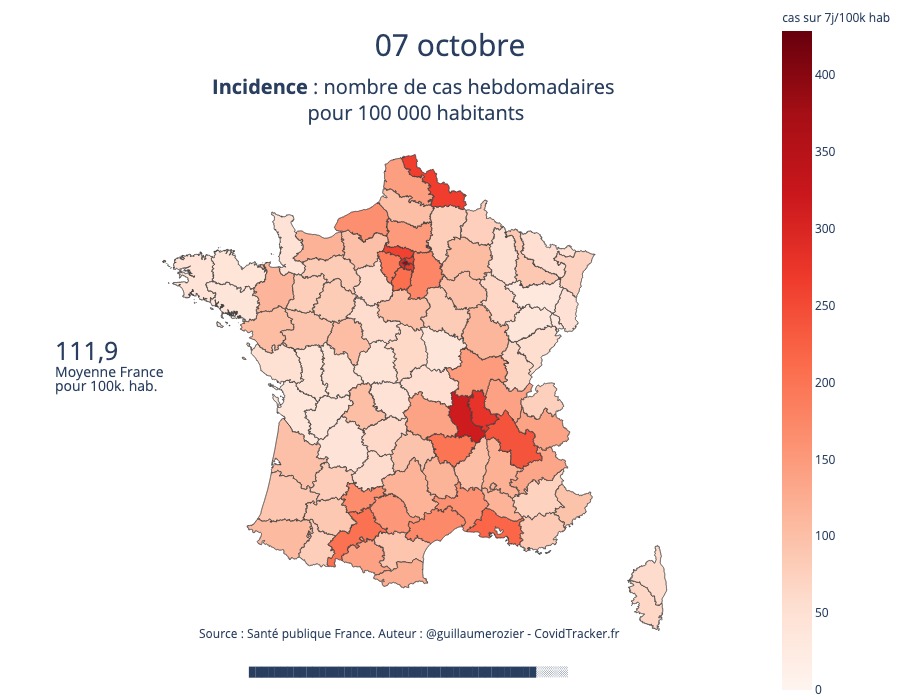 cas sur 7j/100k hab
07 octobre
Incidence : nombre de cas hebdomadaires
pour 100 000 habitants
400
350
300
250
200
150
100
50
0
111,9
Moyenne France
pour 100k. hab.
Source : Santé publique France. Auteur : @guillaumerozier - CovidTracker.fr